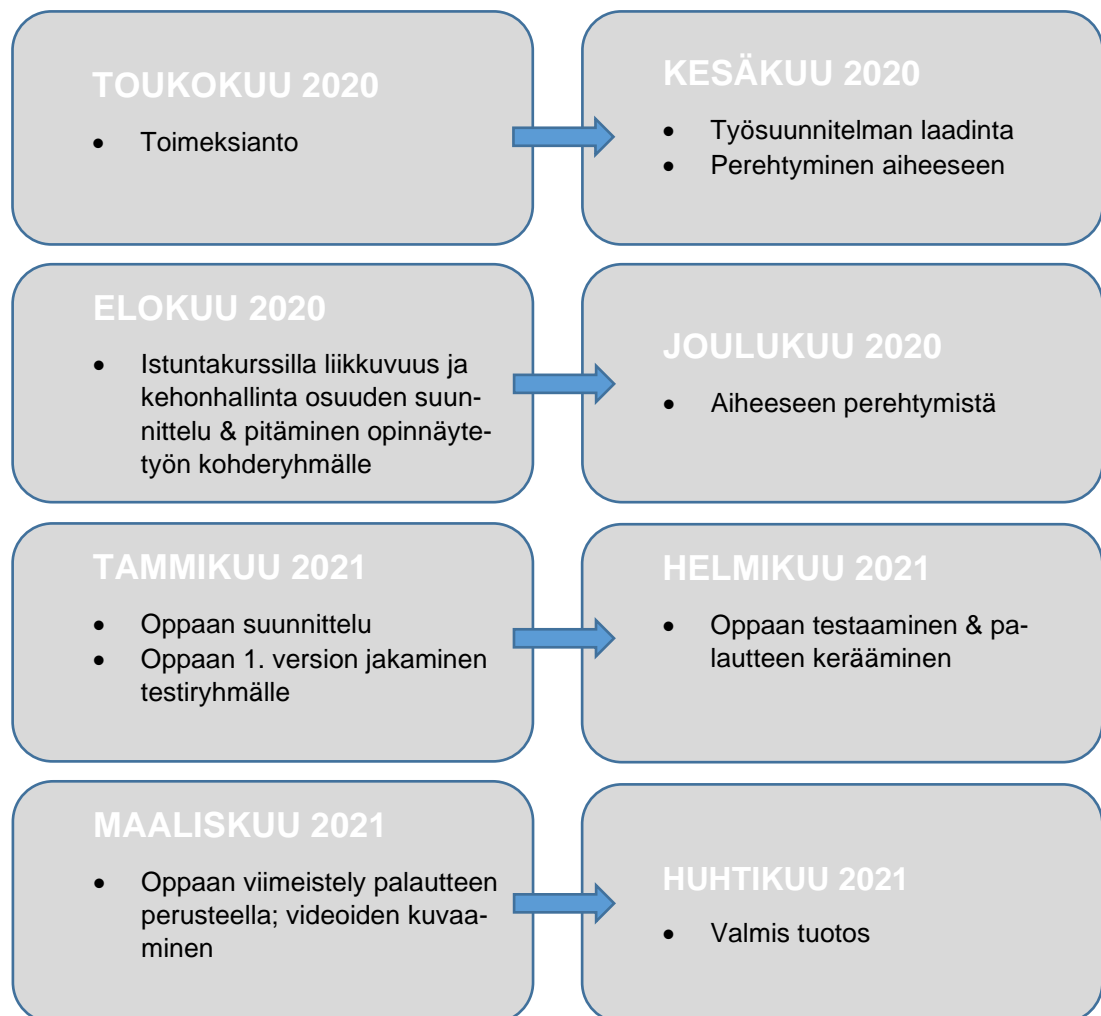 TOUKOKUU 2020
• Toimeksianto
KESÄKUU 2020
• Työsuunnitelman laadinta
• Perehtyminen aiheeseen
ELOKUU 2020
• Istuntakurssilla liikkuvuus ja
kehonhallinta osuuden suun-
nittelu & pitäminen opinnäyte-
työn kohderyhmälle
JOULUKUU 2020
• Aiheeseen perehtymistä
TAMMIKUU 2021
• Oppaan suunnittelu
• Oppaan 1. version jakaminen
testiryhmälle
HELMIKUU 2021
• Oppaan testaaminen & pa-
lautteen kerääminen
MAALISKUU 2021
• Oppaan viimeistely palautteen
perusteella; videoiden kuvaa-
minen
HUHTIKUU 2021
• Valmis tuotos